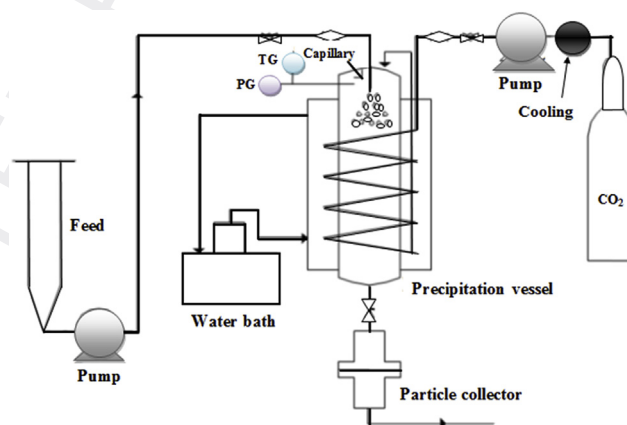 TG
Capillary
PG
Pump
Cooling
CO₂
Feed
Precipitation vessel
Water bath
Pump
Particle collector